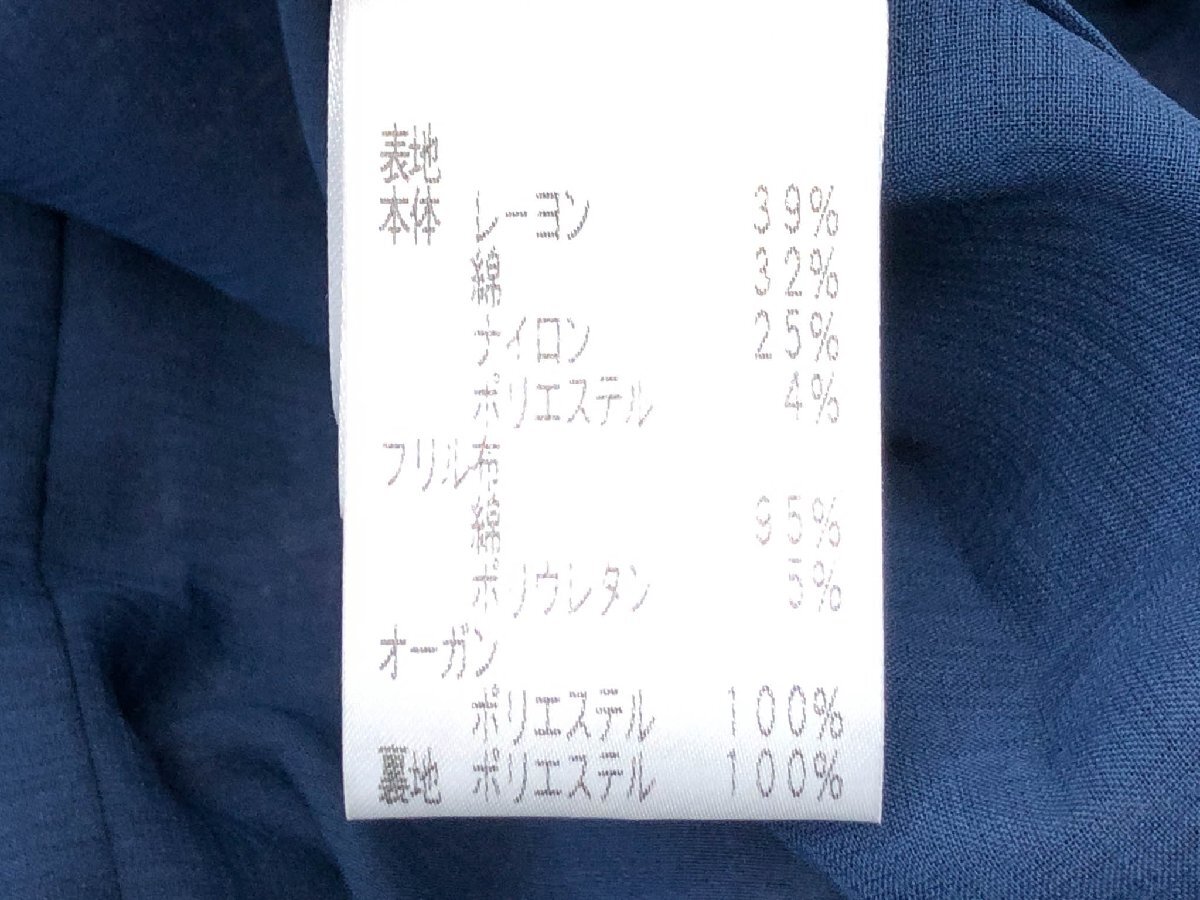 表地
本体 レーヨン 39%
綿 32%
ナイロン 25%
ポリエステル 4%
フリル布
綿 95%
ポリウレタン 5%
オーガン
ポリエステル 100%
裏地 ポリエステル 100%